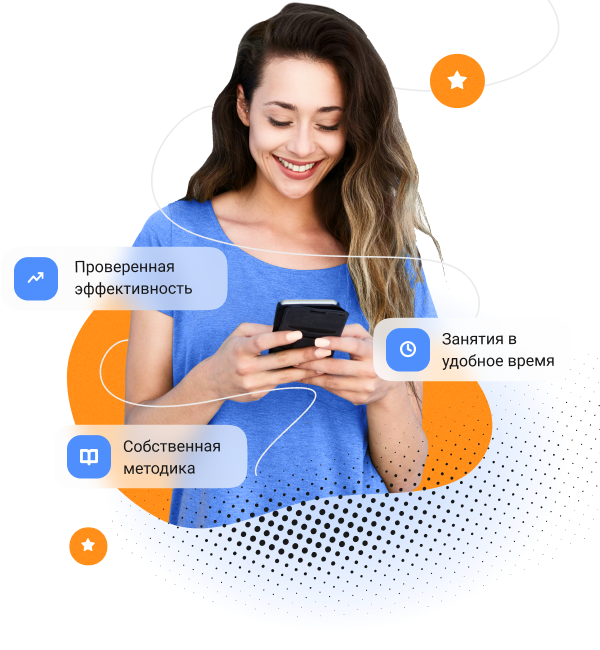 Проверенная
эффективность
Занятия в
удобное время
Собственная
методика